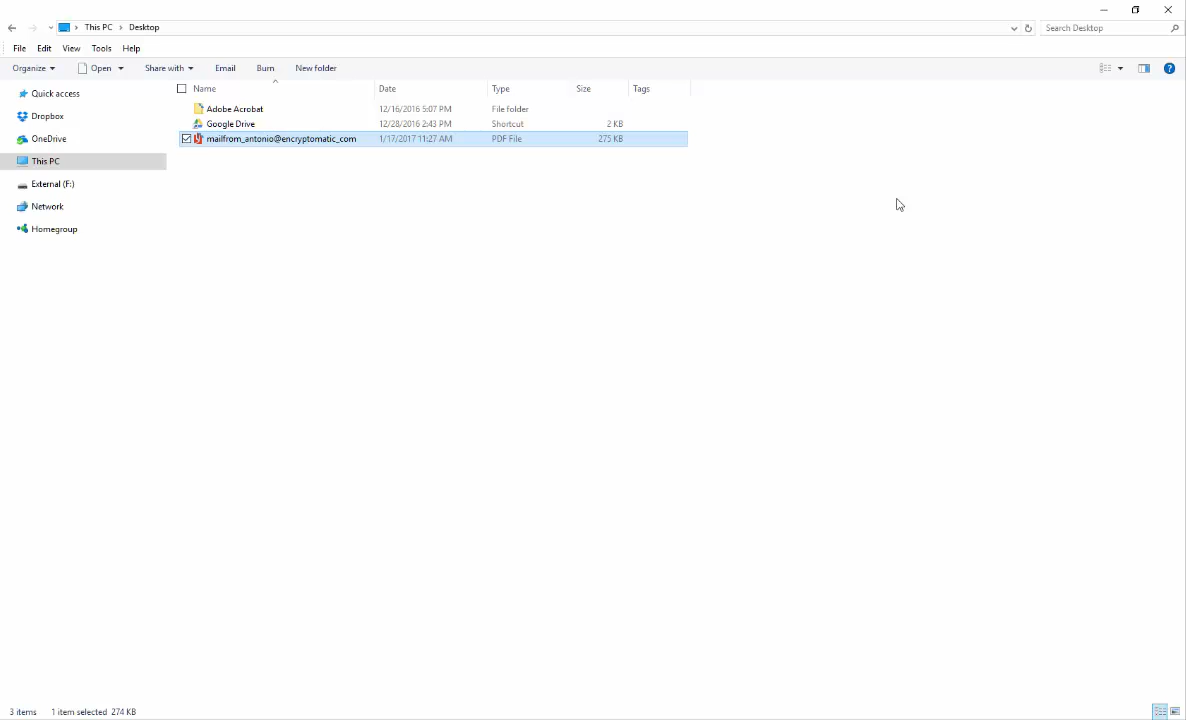 This PC > Desktop
Search Desktop
File Edit View Tools Help
Organize Open Share with Email Burn New folder
Name Date Type Size Tags
Quick access
Dropbox
OneDrive
This PC
External (F:)
Network
Homegroup
Adobe Acrobat 12/16/2016 5:07 PM File folder
Google Drive 12/28/2016 2:43 PM Shortcut 2 KB
mailfrom_antonio@encryptomatic_com 1/17/2017 11:27 AM PDF File 275 KB
3 items 1 item selected 274 KB